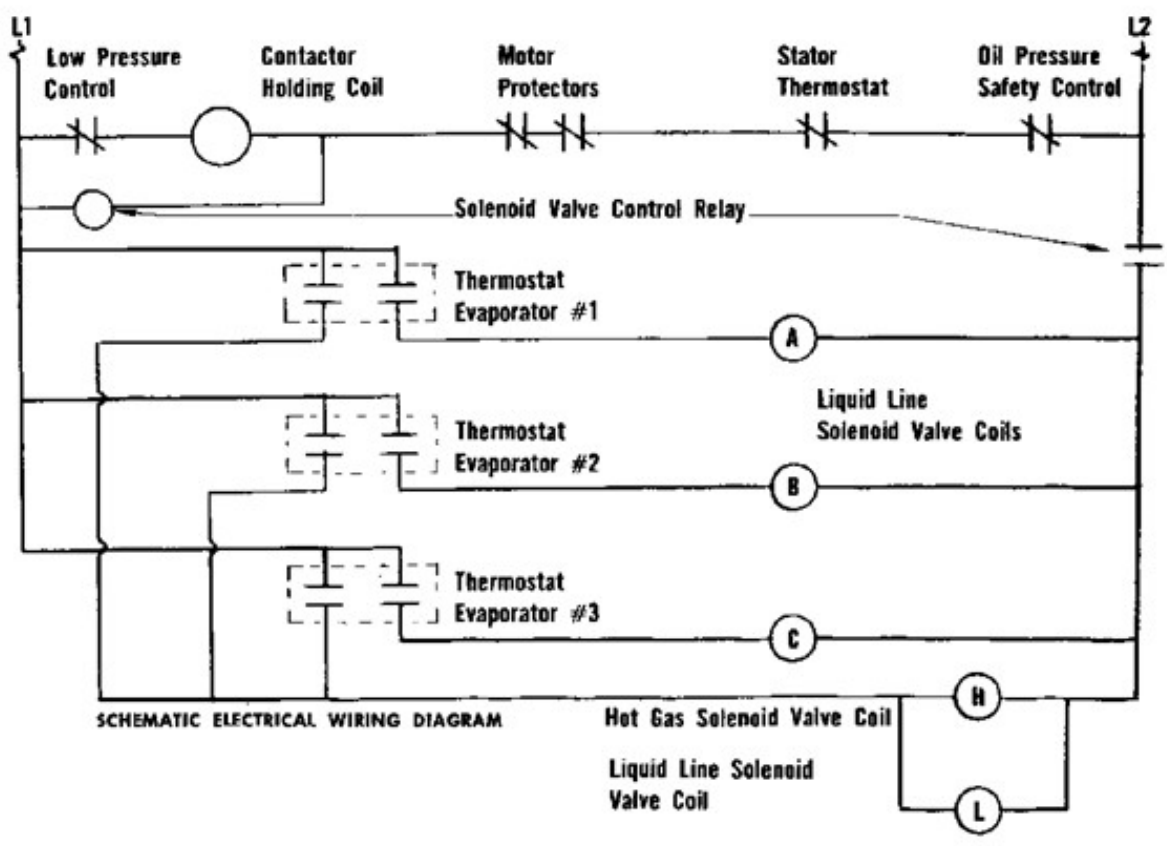 L1
L2
Low Pressure
Control
Contactor
Holding Coil
Motor
Protectors
Stator
Thermostat
Oil Pressure
Safety Control
Solenoid Valve Control Relay
Thermostat
Evaporator #1
A
Liquid Line
Solenoid Valve Coils
Thermostat
Evaporator #2
B
Thermostat
Evaporator #3
C
H
SCHEMATIC ELECTRICAL WIRING DIAGRAM
Hot Gas Solenoid Valve Coil
Liquid Line Solenoid
Valve Coil
L